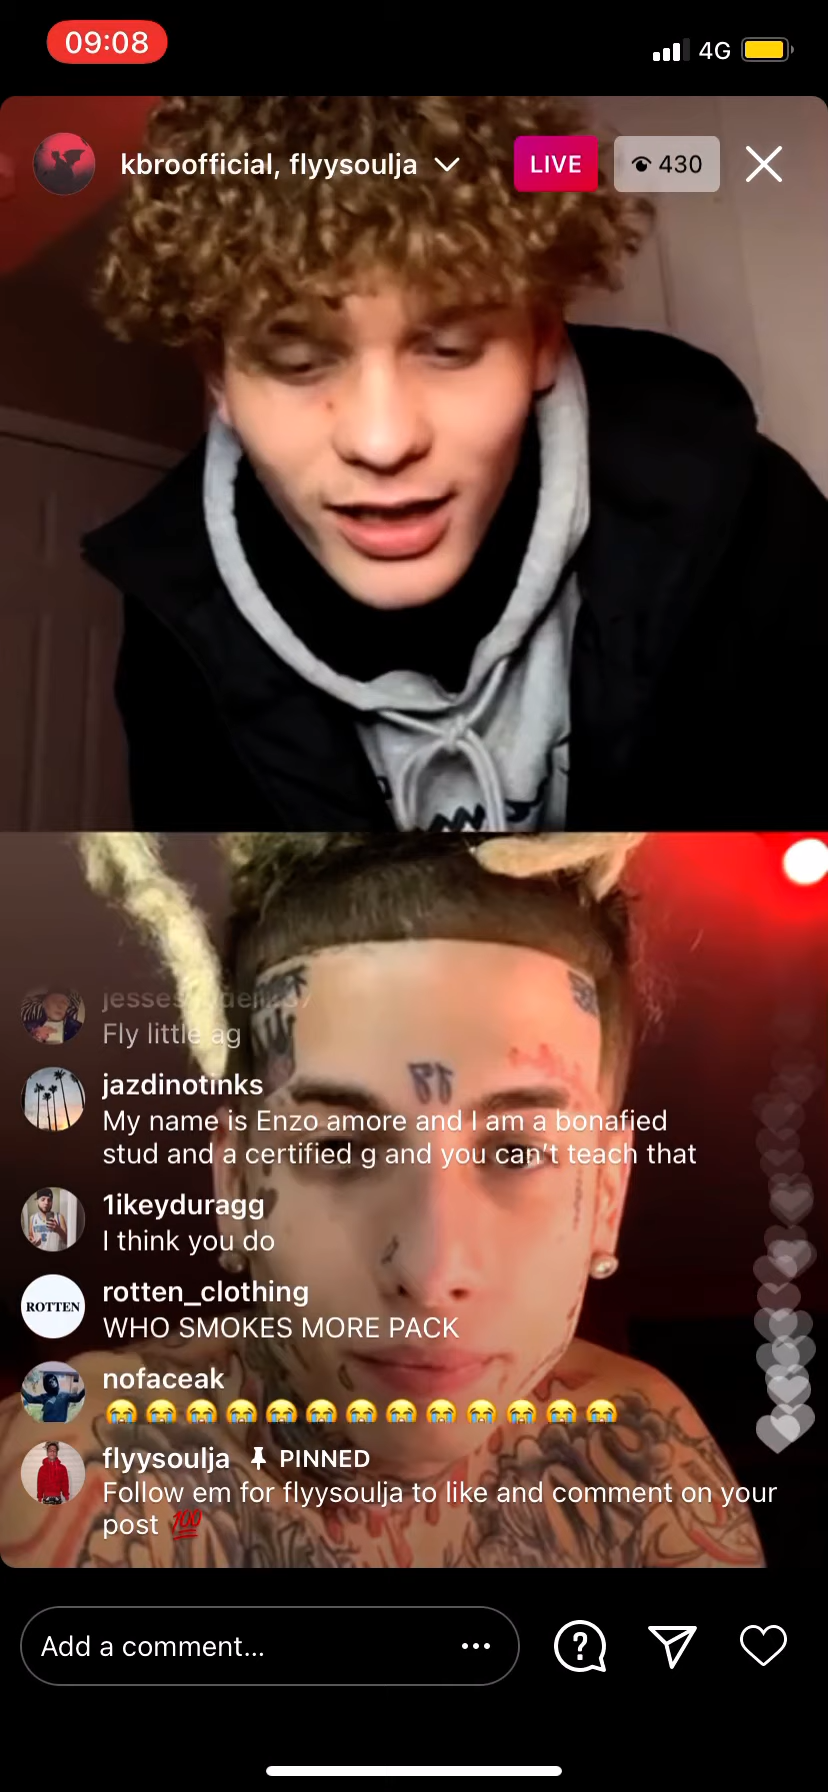 09:08
4G
kbroofficial, flyysoulja
LIVE
430
Fly little ag
jazdinotinks
My name is Enzo amore and I am a bonafied
stud and a certified g and you can't teach that
1ikeyduragg
I think you do
ROTTEN
rotten_clothing
WHO SMOKES MORE PACK
nofaceak
😭😭😭😭😭😭😭😭😭😭😭😭😭
flyysoulja PINNED
Follow em for flyysoulja to like and comment on your
post 💯
Add a comment...